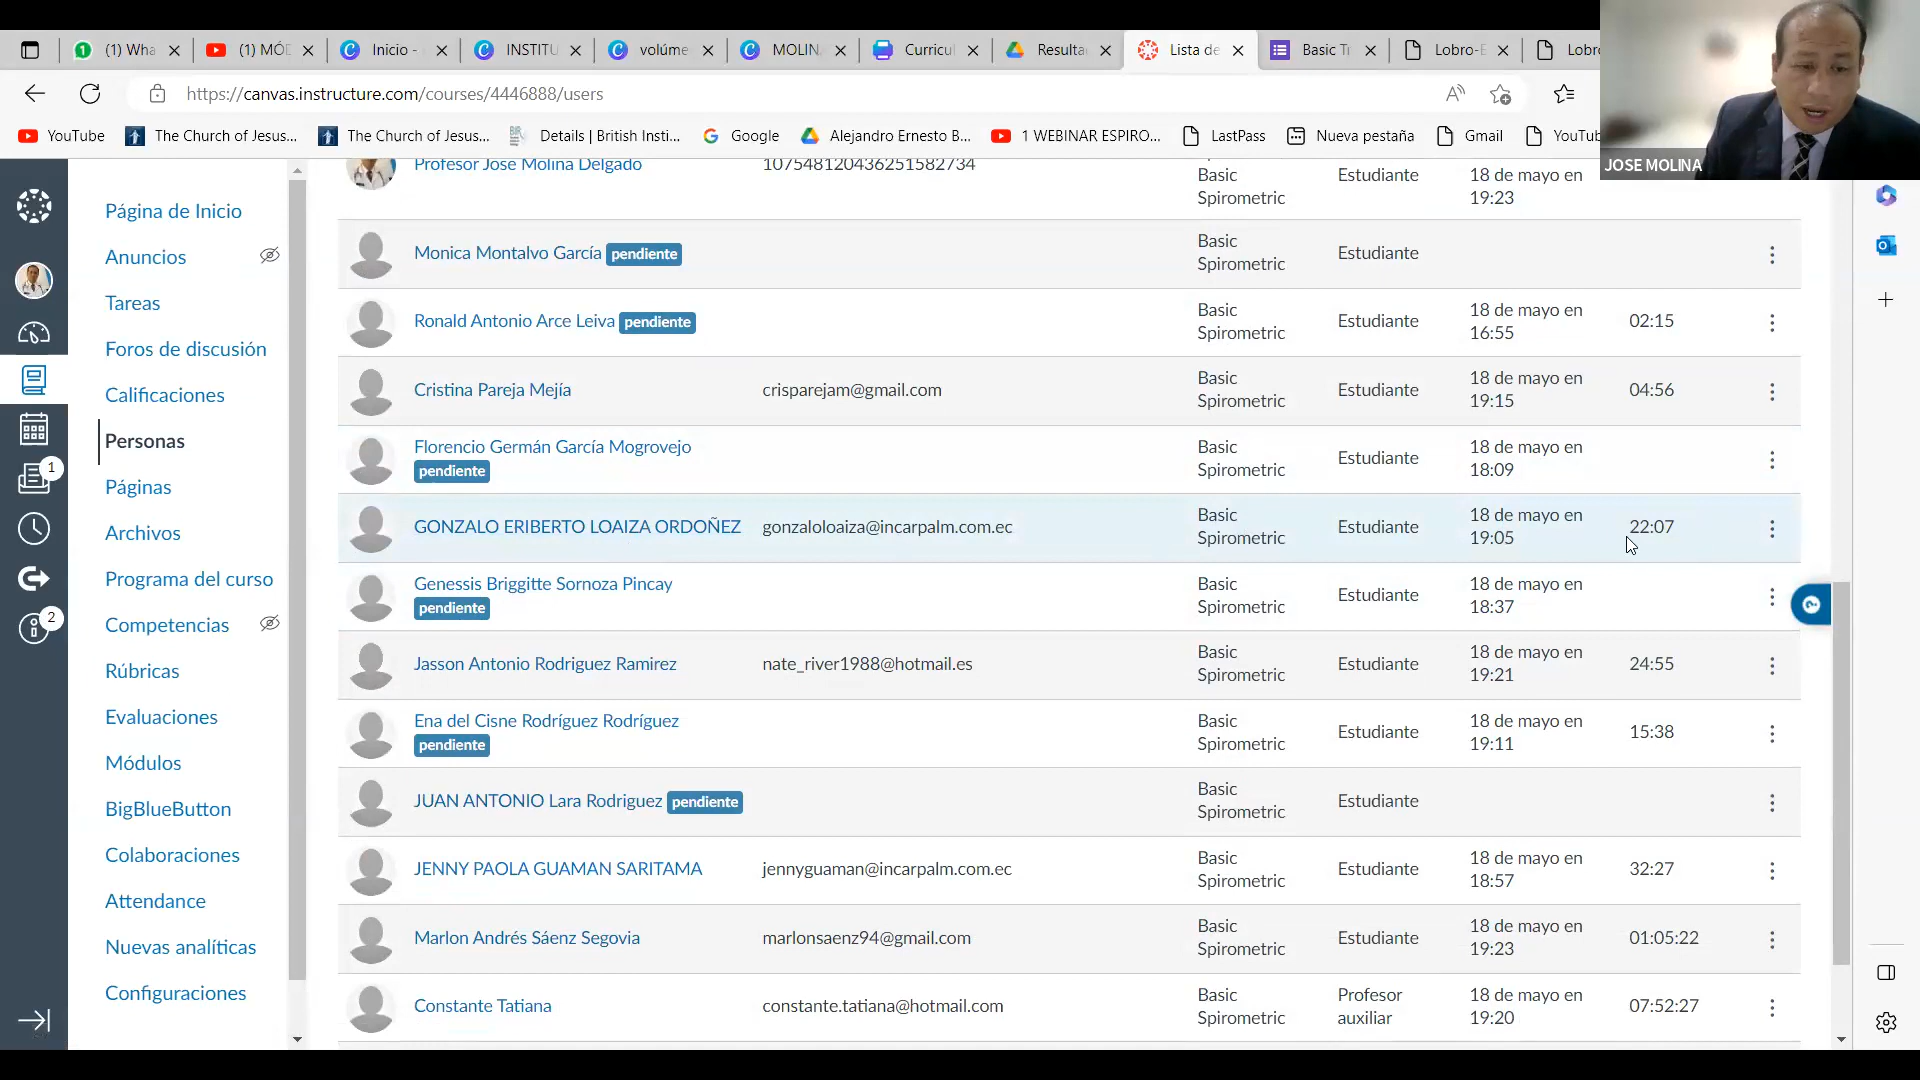 (1) Wha
(1) MÓD
Inicio -
INSTITU
volúme
MOLIN
Curricul
Resulta
Lista de
Basic Tr
Lobro-E
Lobro
https://canvas.instructure.com/courses/4446888/users
YouTube
The Church of Jesus...
The Church of Jesus...
Details | British Insti...
Google
Alejandro Ernesto B...
1 WEBINAR ESPIRO...
LastPass
Nueva pestaña
Gmail
YouTub
JOSE MOLINA
Página de Inicio
Anuncios
Tareas
Foros de discusión
Calificaciones
Personas
Páginas
Archivos
Programa del curso
Competencias
Rúbricas
Evaluaciones
Módulos
BigBlueButton
Colaboraciones
Attendance
Nuevas analíticas
Configuraciones
1
2
Profesor Jose Molina Delgado 107548120436251582734 Basic Estudiante 18 de mayo en
Spirometric 19:23
Monica Montalvo García pendiente Basic Estudiante
Spirometric
Ronald Antonio Arce Leiva pendiente Basic Estudiante 18 de mayo en 02:15
Spirometric 16:55
Cristina Pareja Mejía crisparejam@gmail.com Basic Estudiante 18 de mayo en 04:56
Spirometric 19:15
Florencio Germán García Mogrovejo Basic Estudiante 18 de mayo en
pendiente Spirometric 18:09
GONZALO ERIBERTO LOAIZA ORDOÑEZ gonzaloloaiza@incarpalm.com.ec Basic Estudiante 18 de mayo en 22:07
Spirometric 19:05
Genessis Briggitte Sornoza Pincay Basic Estudiante 18 de mayo en
pendiente Spirometric 18:37
Jasson Antonio Rodriguez Ramirez nate_river1988@hotmail.es Basic Estudiante 18 de mayo en 24:55
Spirometric 19:21
Ena del Cisne Rodríguez Rodríguez Basic Estudiante 18 de mayo en 15:38
pendiente Spirometric 19:11
JUAN ANTONIO Lara Rodriguez pendiente Basic Estudiante
Spirometric
JENNY PAOLA GUAMAN SARITAMA jennyguaman@incarpalm.com.ec Basic Estudiante 18 de mayo en 32:27
Spirometric 18:57
Marlon Andrés Sáenz Segovia marlonsaenz94@gmail.com Basic Estudiante 18 de mayo en 01:05:22
Spirometric 19:23
Constante Tatiana constante.tatiana@hotmail.com Basic Profesor 18 de mayo en 07:52:27
Spirometric auxiliar 19:20